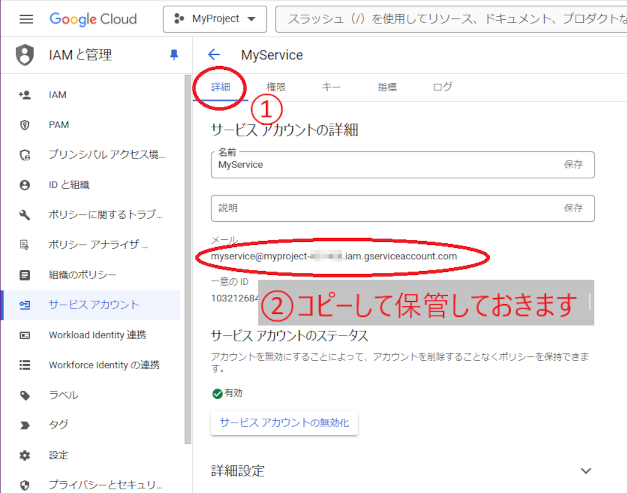 Google Cloud
MyProject
スラッシュ（/）を使用してリソース、ドキュメント、プロダクトな
IAM と管理
MyService
詳細
権限
キー
指標
ログ
①
IAM
PAM
プリンシパル アクセス境...
ID と組織
ポリシーに関するトラブ...
ポリシー アナライザ ...
組織のポリシー
サービス アカウント
Workload Identity 連携
Workforce Identity の連携
ラベル
タグ
設定
プライバシーとセキュリ...
サービス アカウントの詳細
名前
MyService
保存
説明
保存
メール
myservice@myproject-.iam.gserviceaccount.com
一意の ID
10321268
②コピーして保管しておきます
サービス アカウントのステータス
アカウントを無効にすることによって、アカウントを削除することなくポリシーを保持できま
す。
有効
サービス アカウントの無効化
詳細設定